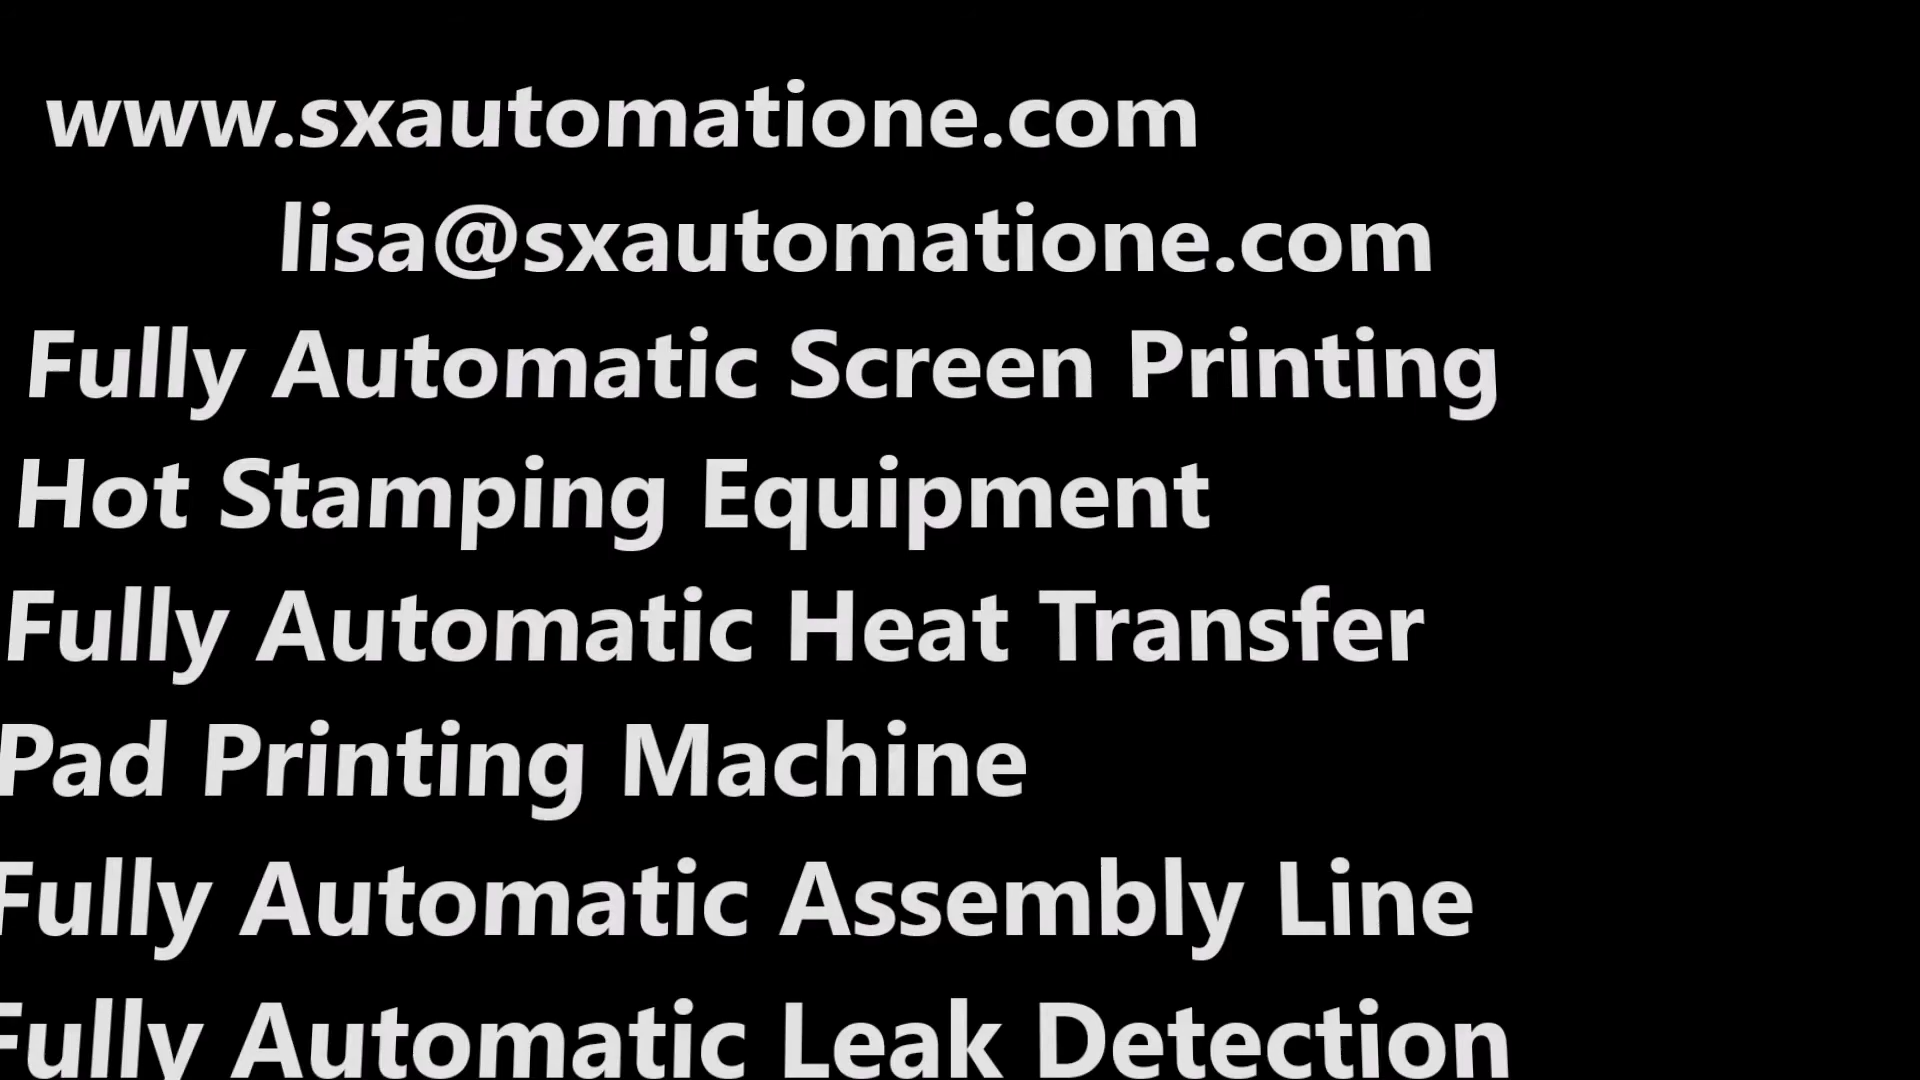 www.sxautomatione.com
lisa@sxautomatione.com
Fully Automatic Screen Printing
Hot Stamping Equipment
Fully Automatic Heat Transfer
Pad Printing Machine
Fully Automatic Assembly Line
Fully Automatic Leak Detection